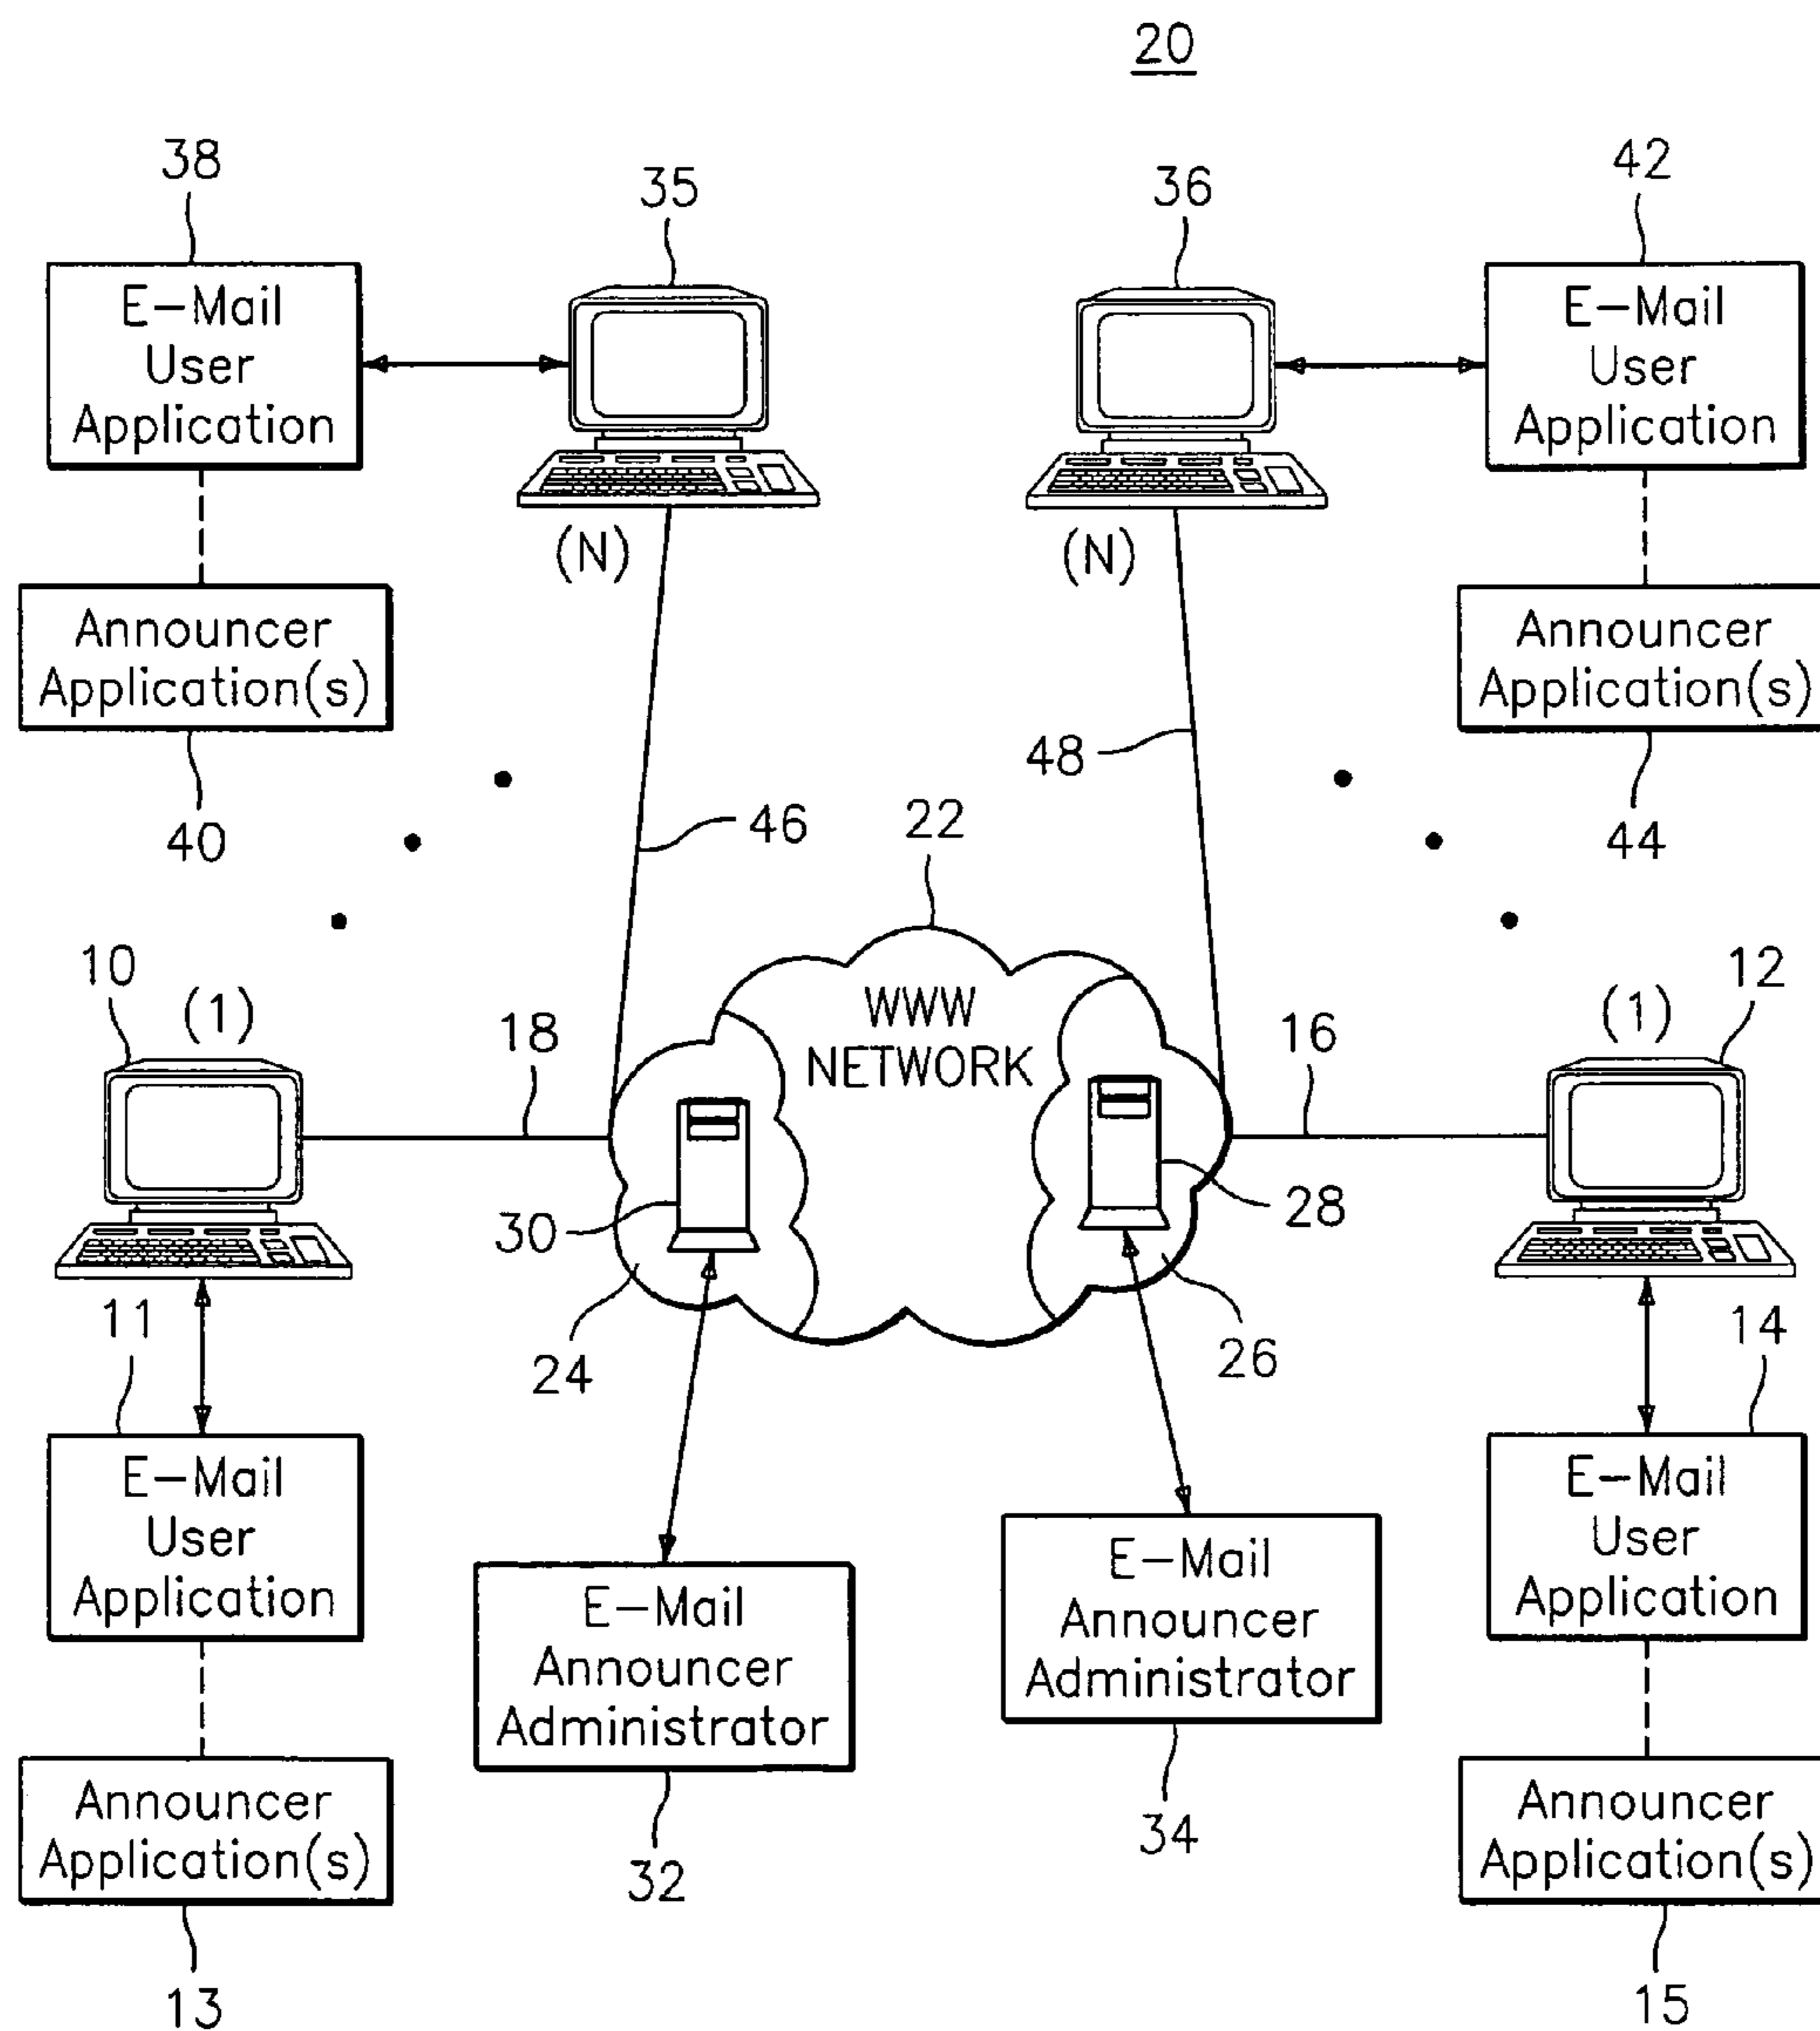 20
38
35
36
42
E-Mail
User
Application
E-Mail
User
Application
(N)
(N)
Announcer
Application(s)
Announcer
Application(s)
48
46
40
44
22
10
(1)
18
WWW
NETWORK
16
(1)
12
30
28
24
26
11
14
E-Mail
User
Application
E-Mail
Announcer
Administrator
E-Mail
Announcer
Administrator
E-Mail
User
Application
Announcer
Application(s)
32
34
Announcer
Application(s)
13
15